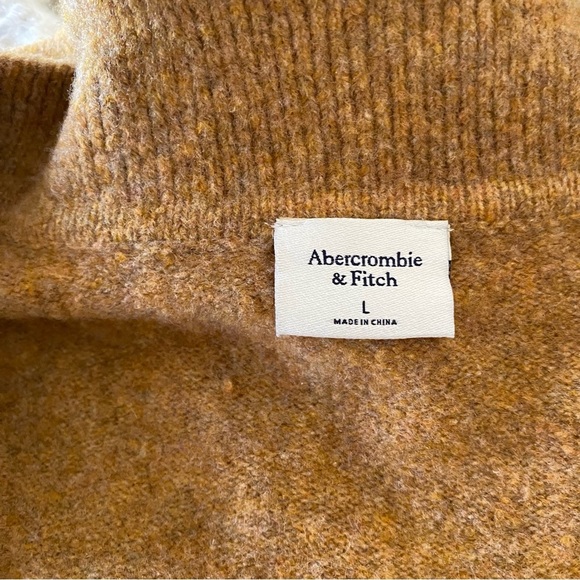 Abercrombie
& Fitch
L
MADE IN CHINA